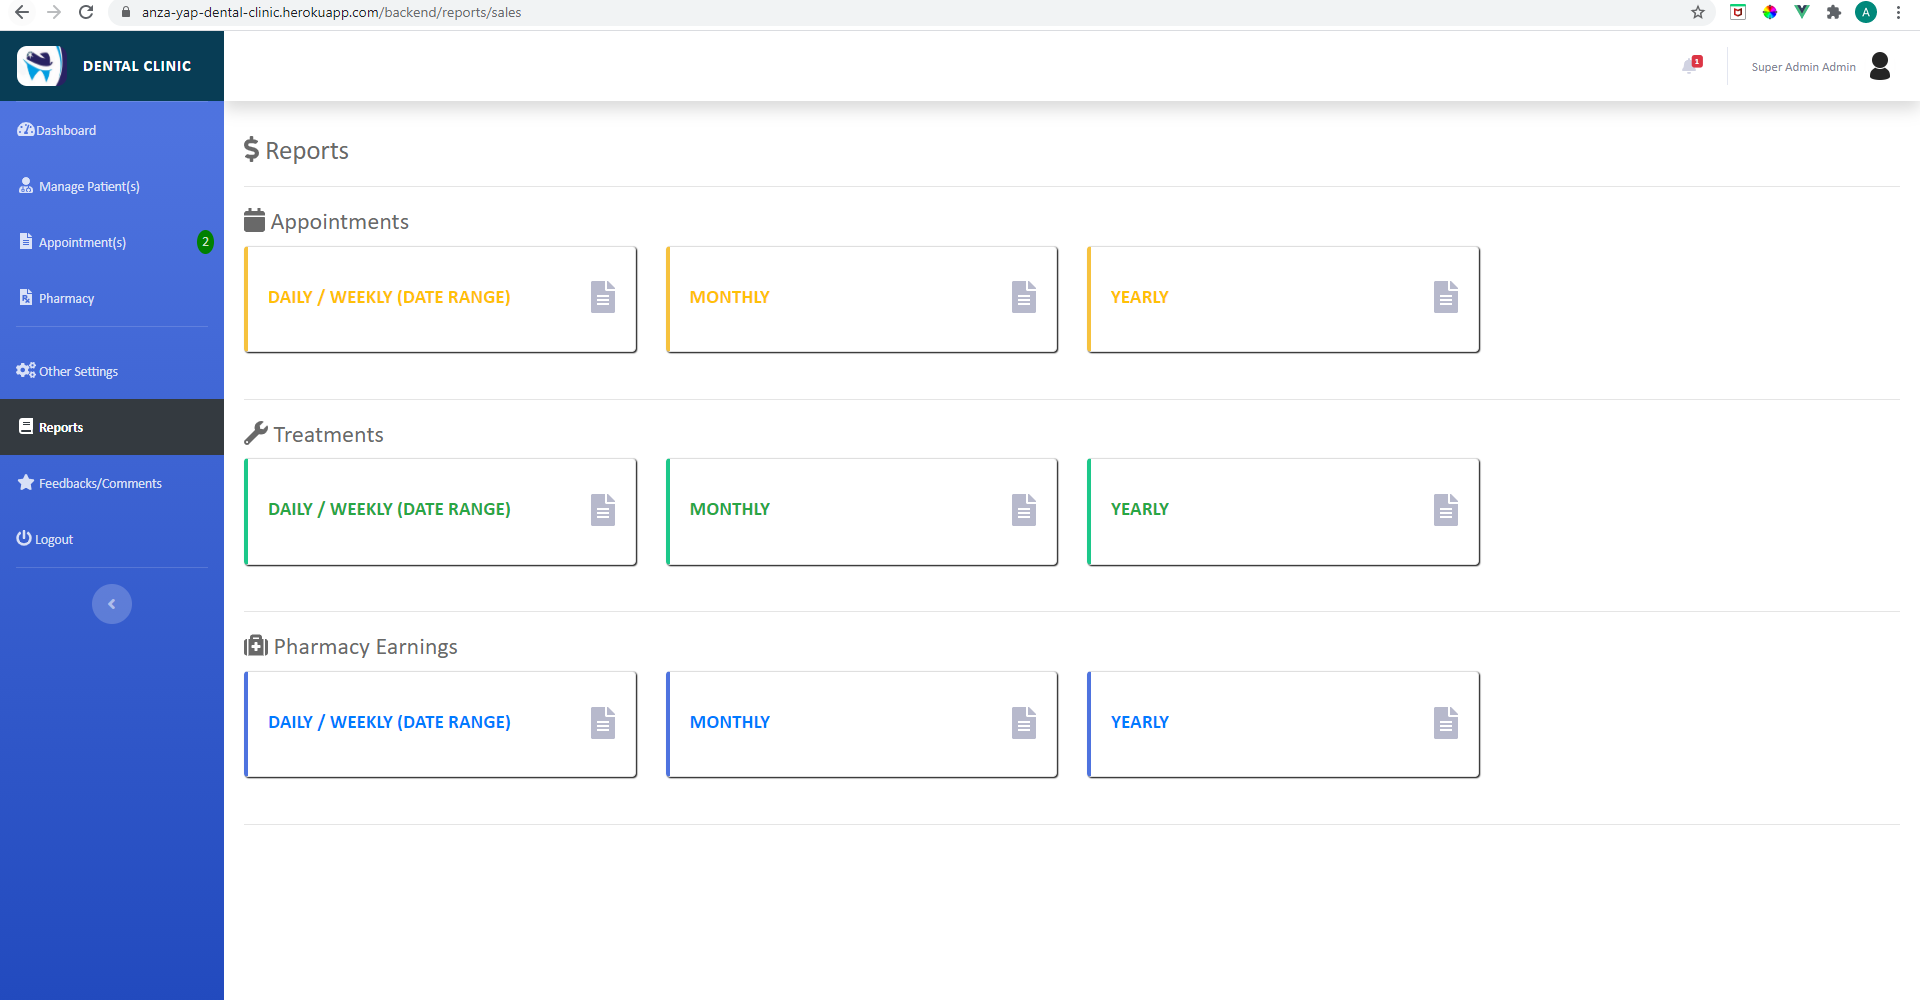 anza-yap-dental-clinic.herokuapp.com/backend/reports/sales
A
DENTAL CLINIC
1
Super Admin Admin
Dashboard
Manage Patient(s)
Appointment(s)
2
Pharmacy
Other Settings
Reports
Feedbacks/Comments
Logout
Reports
Appointments
DAILY / WEEKLY (DATE RANGE)
MONTHLY
YEARLY
Treatments
DAILY / WEEKLY (DATE RANGE)
MONTHLY
YEARLY
Pharmacy Earnings
DAILY / WEEKLY (DATE RANGE)
MONTHLY
YEARLY